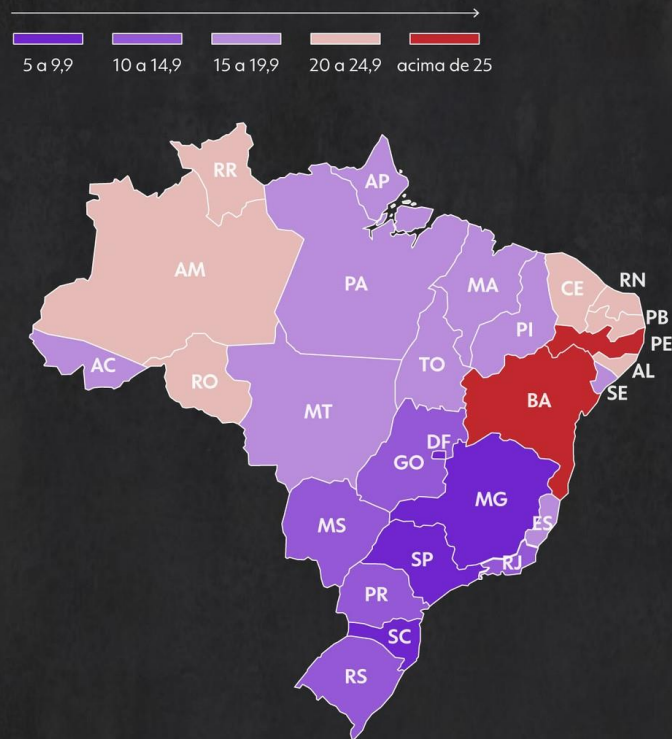 5 a 9,9 10 a 14,9 15 a 19,9 20 a 24,9 acima de 25
RR
AP
AM
PA
MA
CE
RN
PB
PI
PE
AC
TO
AL
RO
SE
BA
MT
DF
GO
MG
MS
ES
SP
RJ
PR
SC
RS